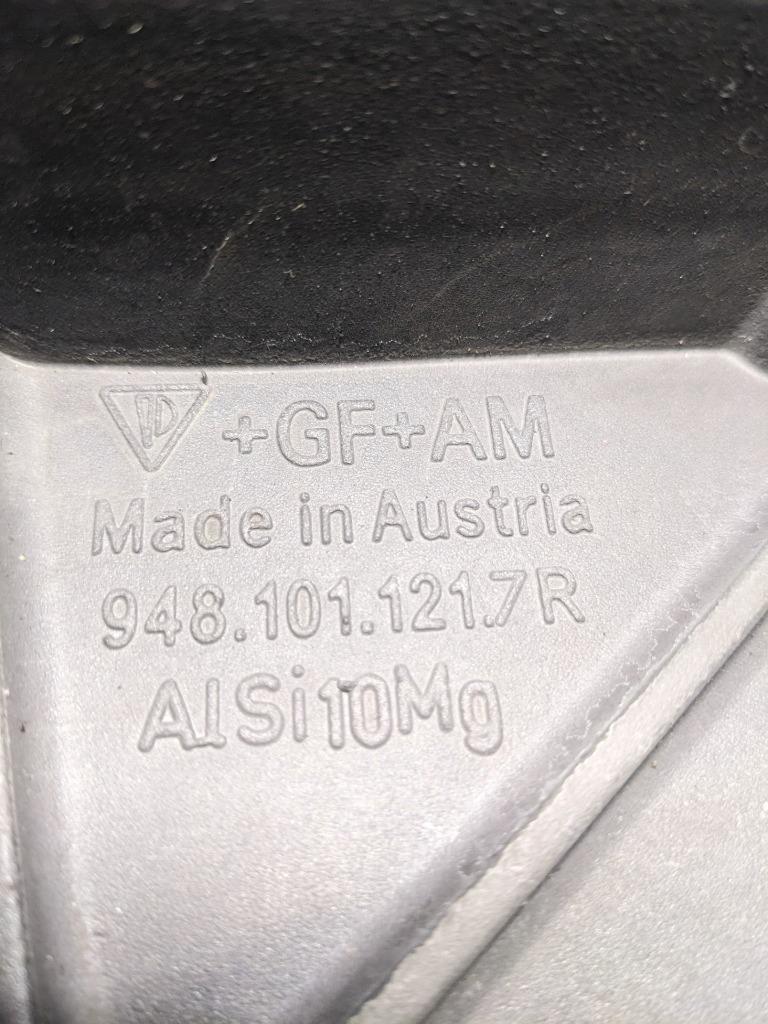 +GF+AM
Made in Austria
948.101.121.7R
AlSi10Mg